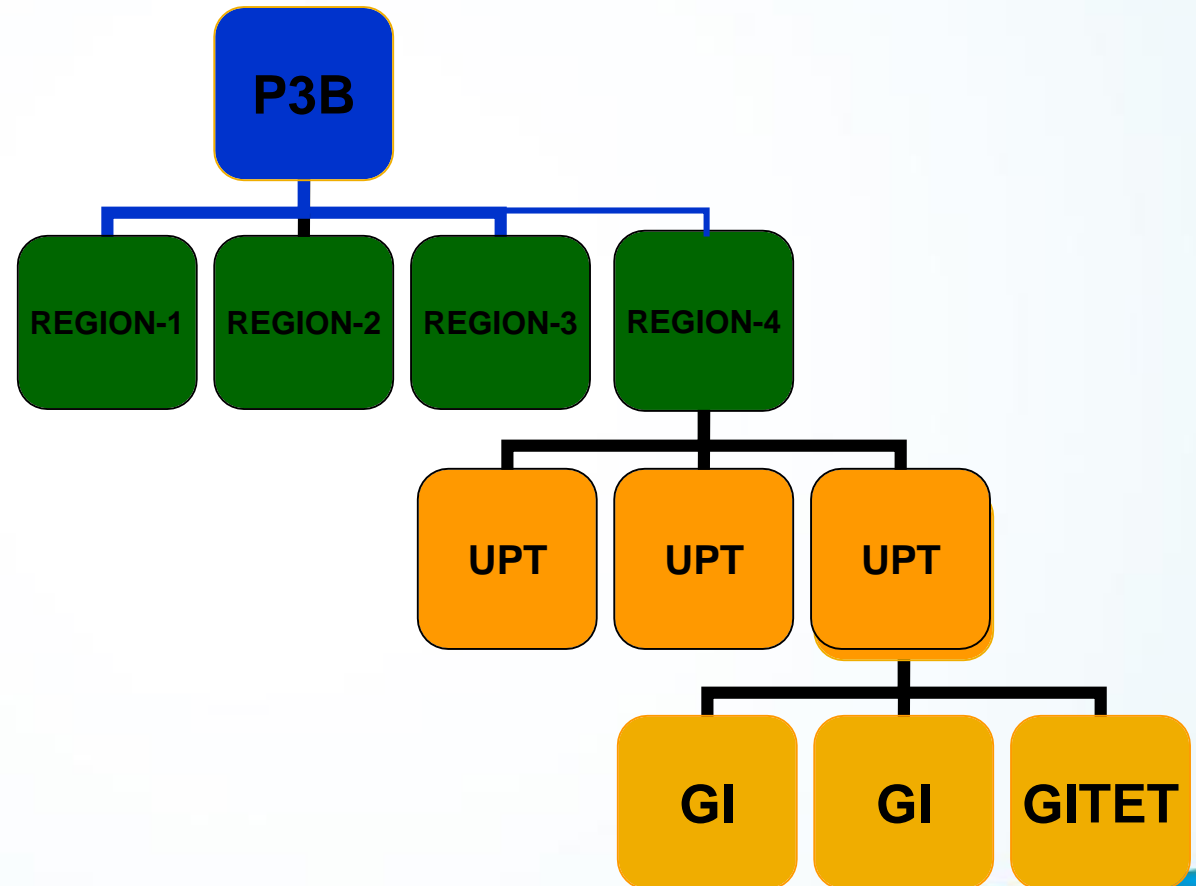 P3B
REGION-1
REGION-2
REGION-3
REGION-4
UPT
UPT
UPT
GI
GI
GITET